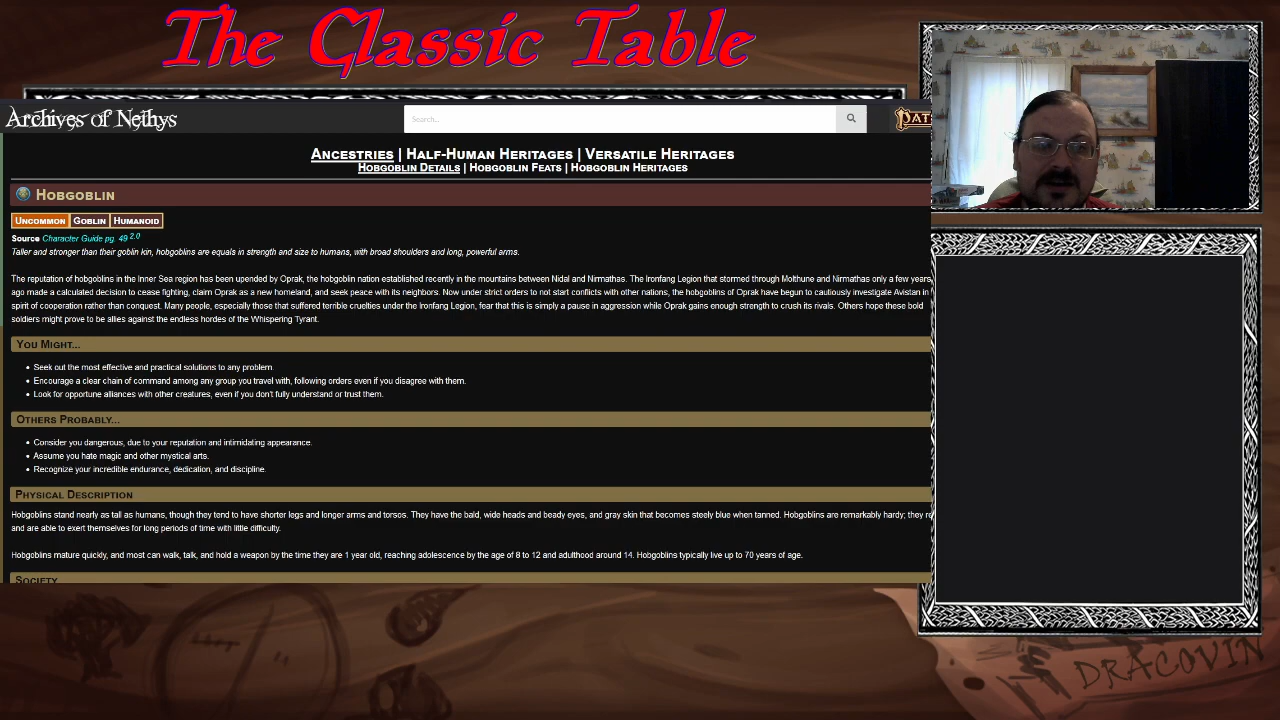 The Classic Table
Archives of Nethys
Search...
ANCESTRIES | HALF-HUMAN HERITAGES | VERSATILE HERITAGES
HOBGOBLIN DETAILS | HOBGOBLIN FEATS | HOBGOBLIN HERITAGES
HOBGOBLIN
UNCOMMON GOBLIN HUMANOID
Source Character Guide pg. 49 2.0
Taller and stronger than their goblin kin, hobgoblins are equals in strength and size to humans, with broad shoulders and long, powerful arms.
The reputation of hobgoblins in the Inner Sea region has been upended by Oprak, the hobgoblin nation established recently in the mountains between Nidal and Nirmathas. The Ironfang Legion that stormed through Molthune and Nirmathas only a few years,
ago made a calculated decision to cease fighting, claim Oprak as a new homeland, and seek peace with its neighbors. Now under strict orders to not start conflicts with other nations, the hobgoblins of Oprak have begun to cautiously investigate Avistan in
spirit of cooperation rather than conquest. Many people, especially those that suffered terrible cruelties under the Ironfang Legion, fear that this is simply a pause in aggression while Oprak gains enough strength to crush its rivals. Others hope these bold
soldiers might prove to be allies against the endless hordes of the Whispering Tyrant.
YOU MIGHT...
• Seek out the most effective and practical solutions to any problem.
• Encourage a clear chain of command among any group you travel with, following orders even if you disagree with them.
• Look for opportune alliances with other creatures, even if you don't fully understand or trust them.
OTHERS PROBABLY...
• Consider you dangerous, due to your reputation and intimidating appearance.
• Assume you hate magic and other mystical arts.
• Recognize your incredible endurance, dedication, and discipline.
PHYSICAL DESCRIPTION
Hobgoblins stand nearly as tall as humans, though they tend to have shorter legs and longer arms and torsos. They have the bald, wide heads and beady eyes, and gray skin that becomes steely blue when tanned. Hobgoblins are remarkably hardy; they
and are able to exert themselves for long periods of time with little difficulty.
Hobgoblins mature quickly, and most can walk, talk, and hold a weapon by the time they are 1 year old, reaching adolescence by the age of 8 to 12 and adulthood around 14. Hobgoblins typically live up to 70 years of age.
SOCIETY
DRACOVIN